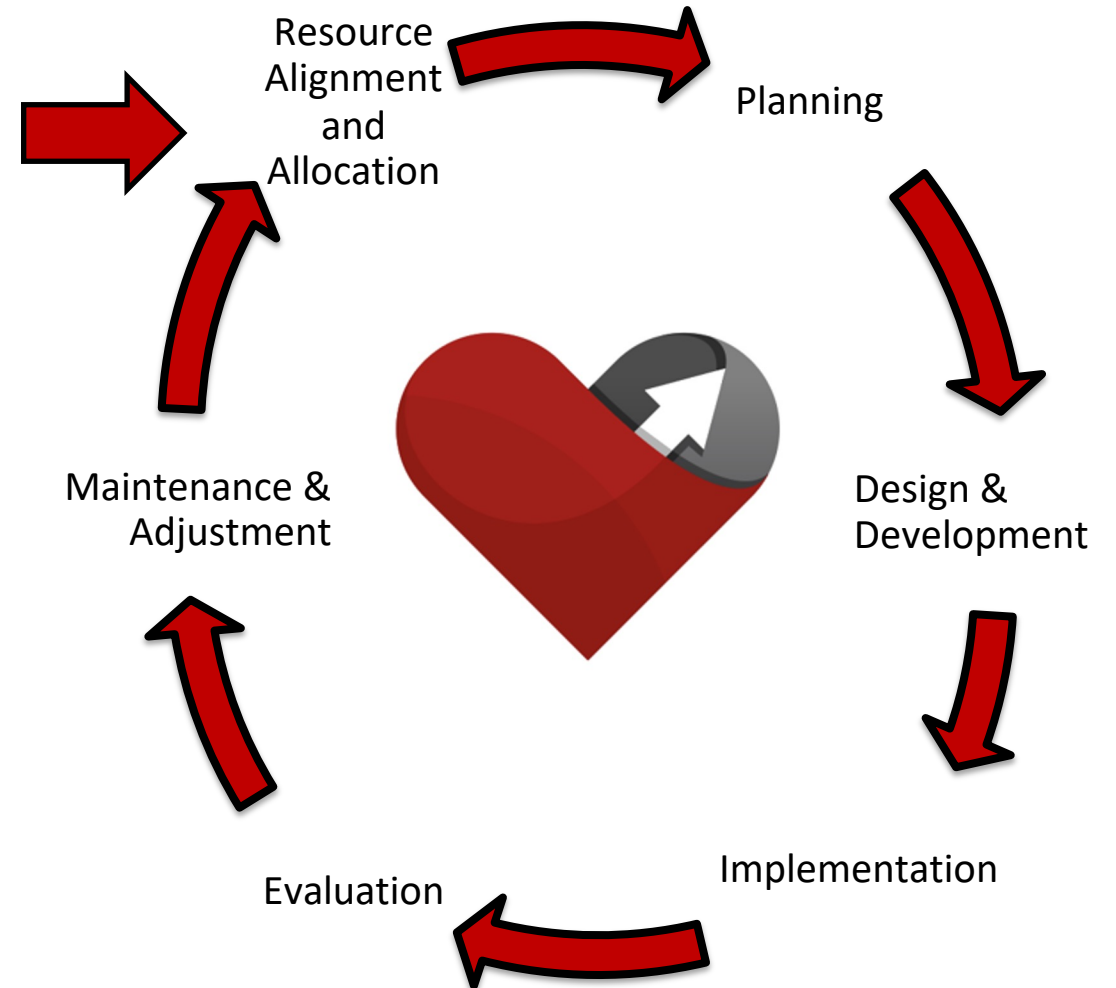 Resource
Alignment
and
Allocation
Planning
Design &
Development
Implementation
Evaluation
Maintenance &
Adjustment